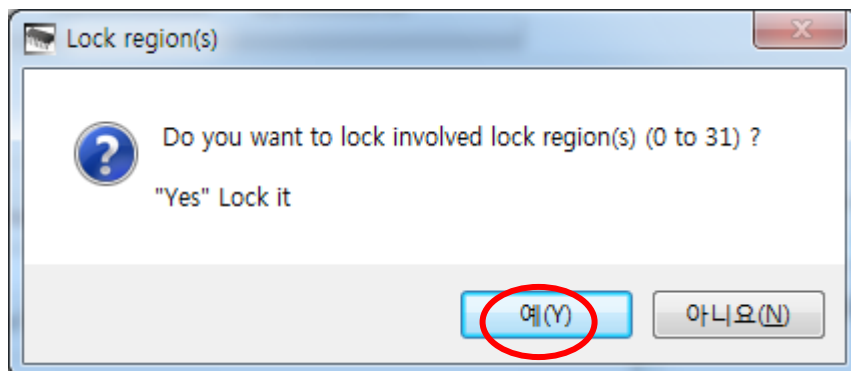 Lock region(s)
Do you want to lock involved lock region(s) (0 to 31) ?
"Yes" Lock it
예(Y)
아니요(N)